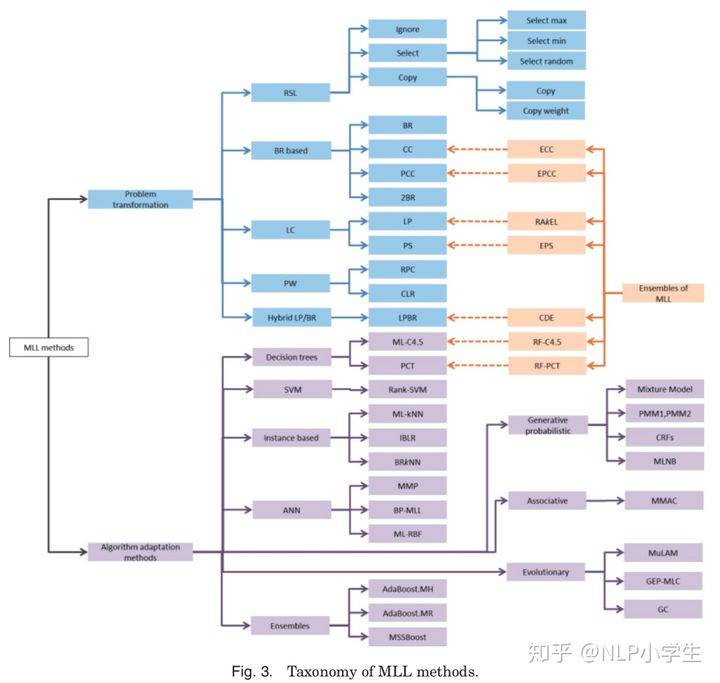 Ignore
Select
Copy
Select max
Select min
Select random
Copy
Copy weight
RSL
BR based
BR
CC
PCC
2BR
ECC
EPCC
Problem
transformation
LC
LP
PS
RAkEL
EPS
PW
RPC
CLR
Ensembles of
MLL
Hybrid LP/BR
LPBR
CDE
MLL methods
Decision trees
ML-C4.5
PCT
RF-C4.5
RF-PCT
SVM
Rank-SVM
Instance based
ML-kNN
IBLR
BRkNN
Generative
probabilistic
Mixture Model
PMM1,PMM2
CRFs
MLNB
ANN
MMP
BP-MLL
ML-RBF
Associative
MMAC
Algorithm adaptation
methods
Evolutionary
MuLAM
GEP-MLC
GC
Ensembles
AdaBoost.MH
AdaBoost.MR
MSSBoost
知乎 @NLP小学生
Fig. 3. Taxonomy of MLL methods.